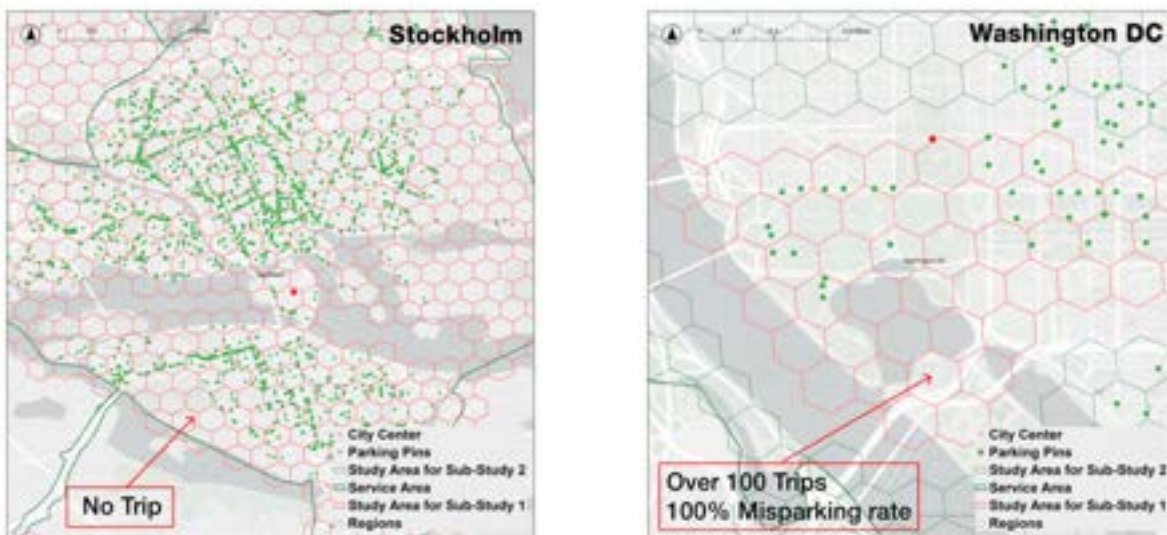 Stockholm
No Trip
City Center
Parking Pins
Study Area for Sub-Study 2
Service Area
Study Area for Sub-Study 1
Regions
Washington DC
Over 100 Trips
100% Misparking rate
City Center
Parking Pins
Study Area for Sub-Study 2
Service Area
Study Area for Sub-Study 1
Regions